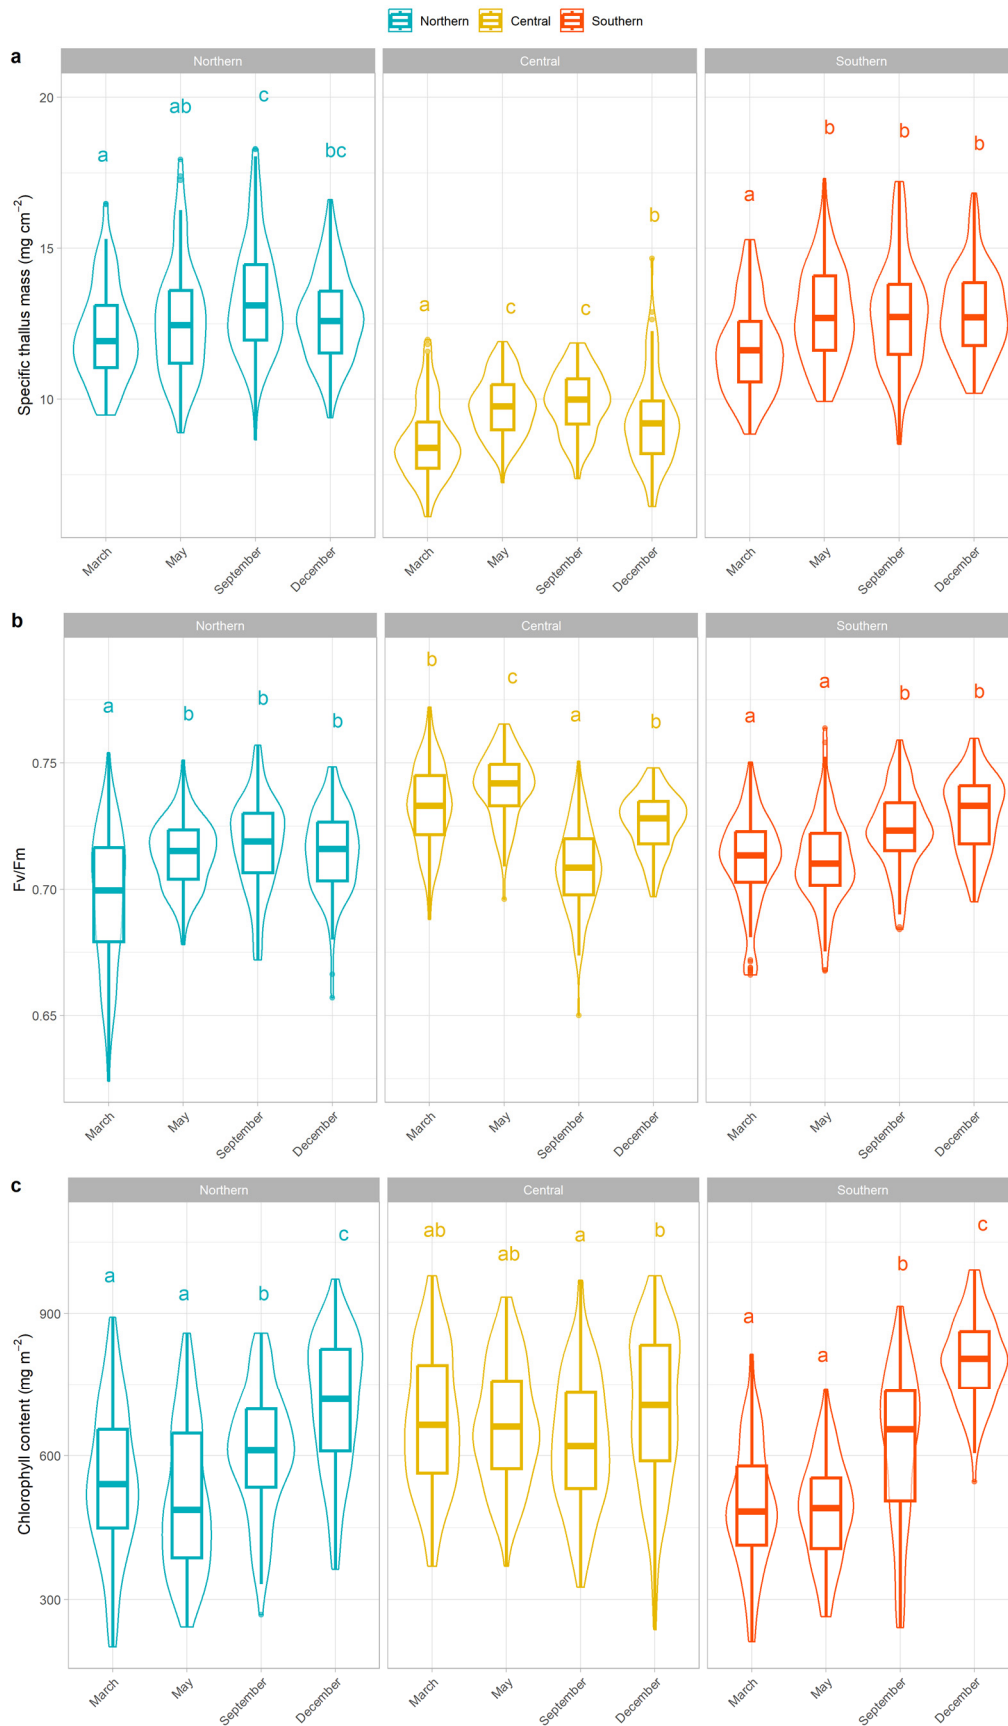 Northern Central Southern
a
Northern Central Southern
Specific thallus mass (mg cm⁻²)
20
15
10
a ab c bc
a c c b
a b b b
March May September December
March May September December
March May September December
b
Northern Central Southern
Fv/Fm
0.75
0.70
0.65
a b b b
b c a b
a a b b
March May September December
March May September December
March May September December
c
Northern Central Southern
Chlorophyll content (mg m⁻²)
900
600
300
a a b c
ab ab a b
a a b c
March May September December
March May September December
March May September December